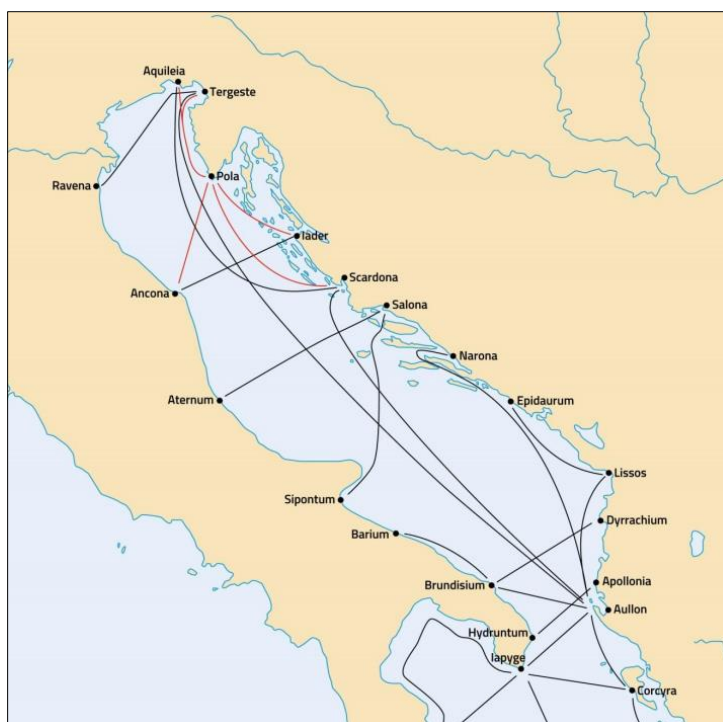 Aquileia
Tergeste
Ravena
Pola
Iader
Ancona
Scardona
Salona
Narona
Aternum
Epidaurum
Lissos
Sipontum
Dyrrachium
Barium
Apollonia
Brundisium
Aullon
Hydruntum
Iapyge
Corcyra